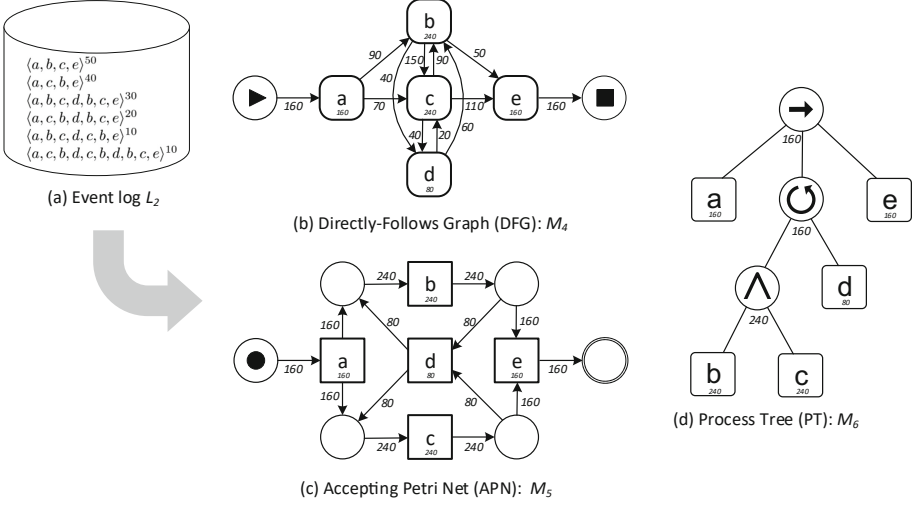 ⟨a, b, c, e⟩50
⟨a, c, b, e⟩40
⟨a, b, c, d, b, c, e⟩30
⟨a, c, b, d, b, c, e⟩20
⟨a, b, c, d, c, b, e⟩10
⟨a, c, b, d, c, b, d, b, c, e⟩10
(a) Event log L2
b
240
90
50
40
150
90
160
a
160
70
c
240
110
e
160
160
40
20
60
d
80
(b) Directly-Follows Graph (DFG): M4
240
b
240
240
160
80
80
160
160
a
160
d
80
e
160
160
160
80
80
160
240
c
240
240
(c) Accepting Petri Net (APN): M5
160
a
160
160
e
160
240
d
80
b
240
c
240
(d) Process Tree (PT): M6